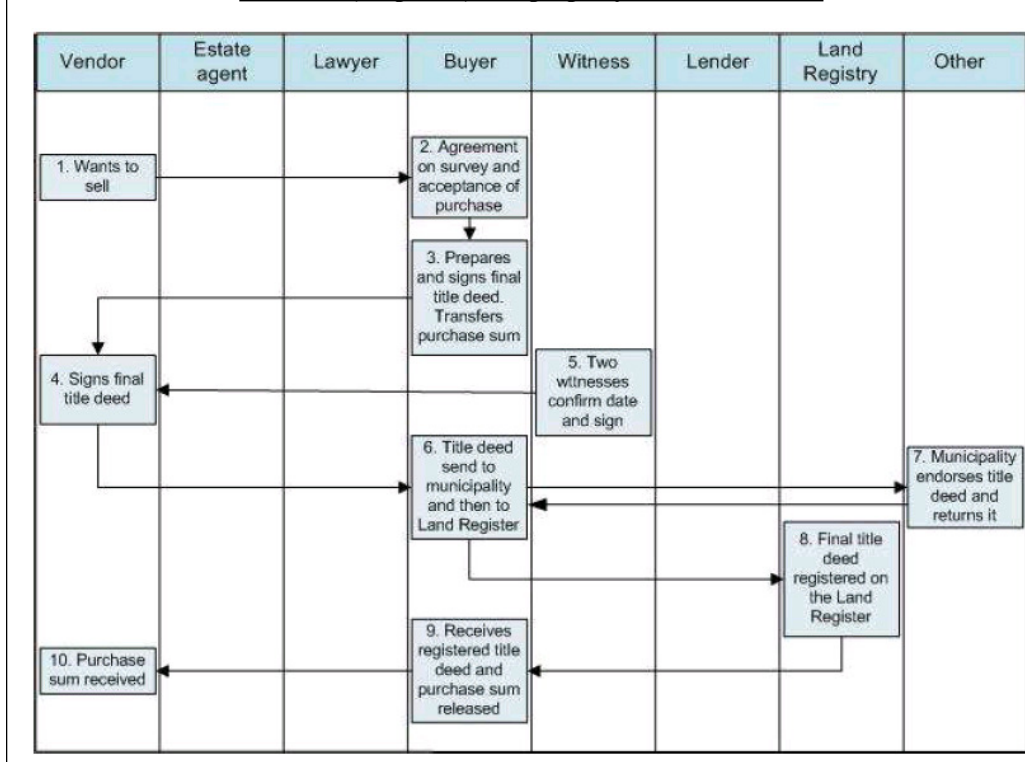 Vendor
Estate
agent
Lawyer
Buyer
Witness
Lender
Land
Registry
Other
1. Wants to
sell
2. Agreement
on survey and
acceptance of
purchase
3. Prepares
and signs final
title deed.
Transfers
purchase sum
4. Signs final
title deed
5. Two
wttnesses
confirm date
and sign
6. Title deed
send to
municipality
and then to
Land Register
7. Municipality
endorses title
deed and
returns it
8. Final title
deed
registered on
the Land
Register
9. Receives
registered title
deed and
purchase sum
released
10. Purchase
sum received